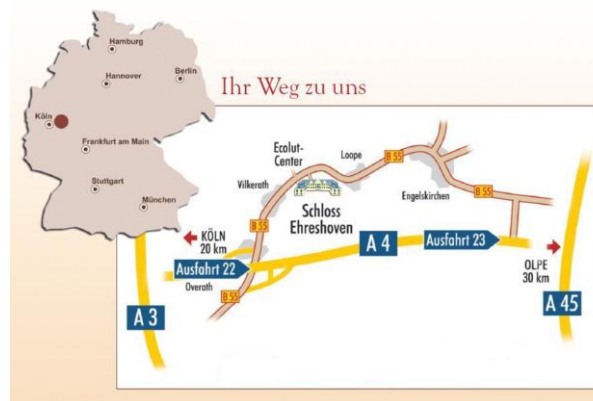 Hamburg
Hannover
Berlin
Köln
Frankfurt am Main
Stuttgart
München
Ihr Weg zu uns
Ecolut-
Center
Loope
B 55
Vilkerath
Engelskirchen
B 55
Schloss
Ehreshoven
B 55
KÖLN
20 km
A 4
Ausfahrt 23
Ausfahrt 22
OLPE
30 km
Overath
B 55
A 3
A 45